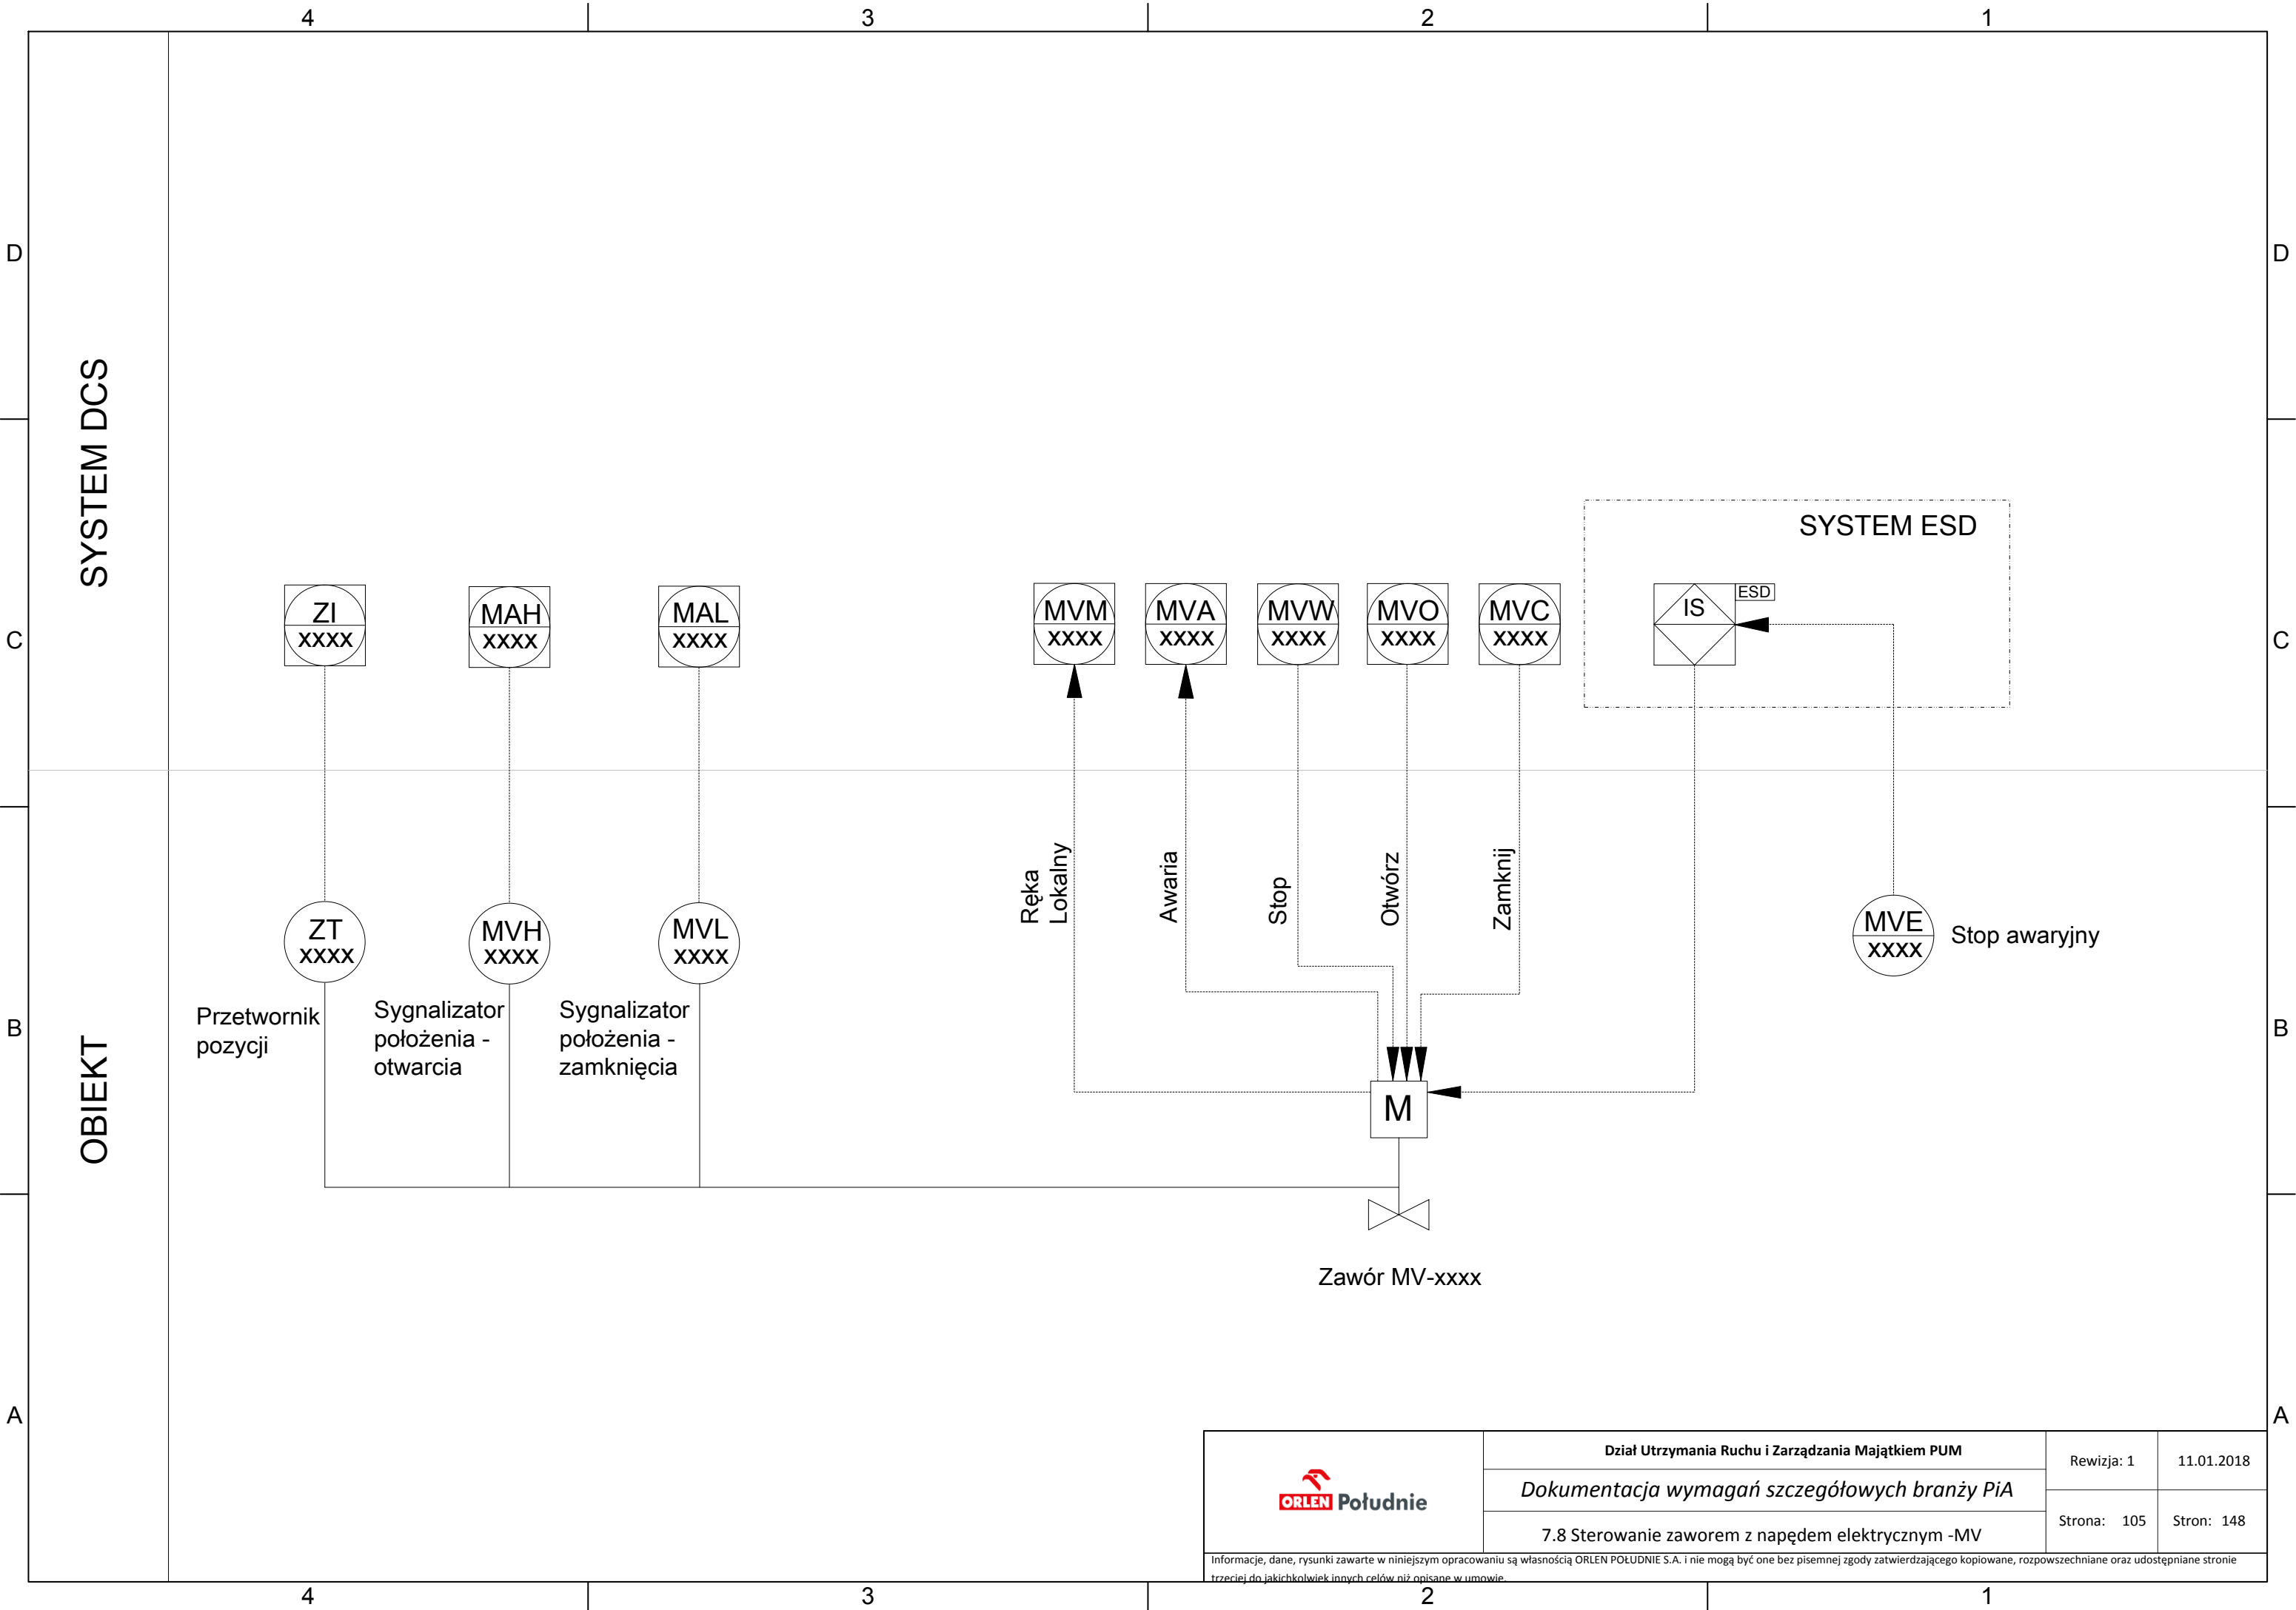 4 3 2 1
D D
SYSTEM DCS
SYSTEM ESD
ZI
xxxx
MAH
xxxx
MAL
xxxx
MVM
xxxx
MVA
xxxx
MVW
xxxx
MVO
xxxx
MVC
xxxx
IS
ESD
C C
Ręka
Lokalny
Awaria
Stop
Otwórz
Zamknij
ZT
xxxx
MVH
xxxx
MVL
xxxx
MVE
xxxx
Stop awaryjny
Przetwornik
pozycji
Sygnalizator
położenia -
otwarcia
Sygnalizator
położenia -
zamknięcia
B B
OBIEKT
M
Zawór MV-xxxx
A A
ORLEN Południe
Dział Utrzymania Ruchu i Zarządzania Majątkiem PUM
Dokumentacja wymagań szczegółowych branży PiA
7.8 Sterowanie zaworem z napędem elektrycznym -MV
Rewizja: 1
11.01.2018
Strona: 105
Stron: 148
Informacje, dane, rysunki zawarte w niniejszym opracowaniu są własnością ORLEN POŁUDNIE S.A. i nie mogą być one bez pisemnej zgody zatwierdzającego kopiowane, rozpowszechniane oraz udostępniane stronie
trzeciej do jakichkolwiek innych celów niż opisane w umowie.
4 3 2 1